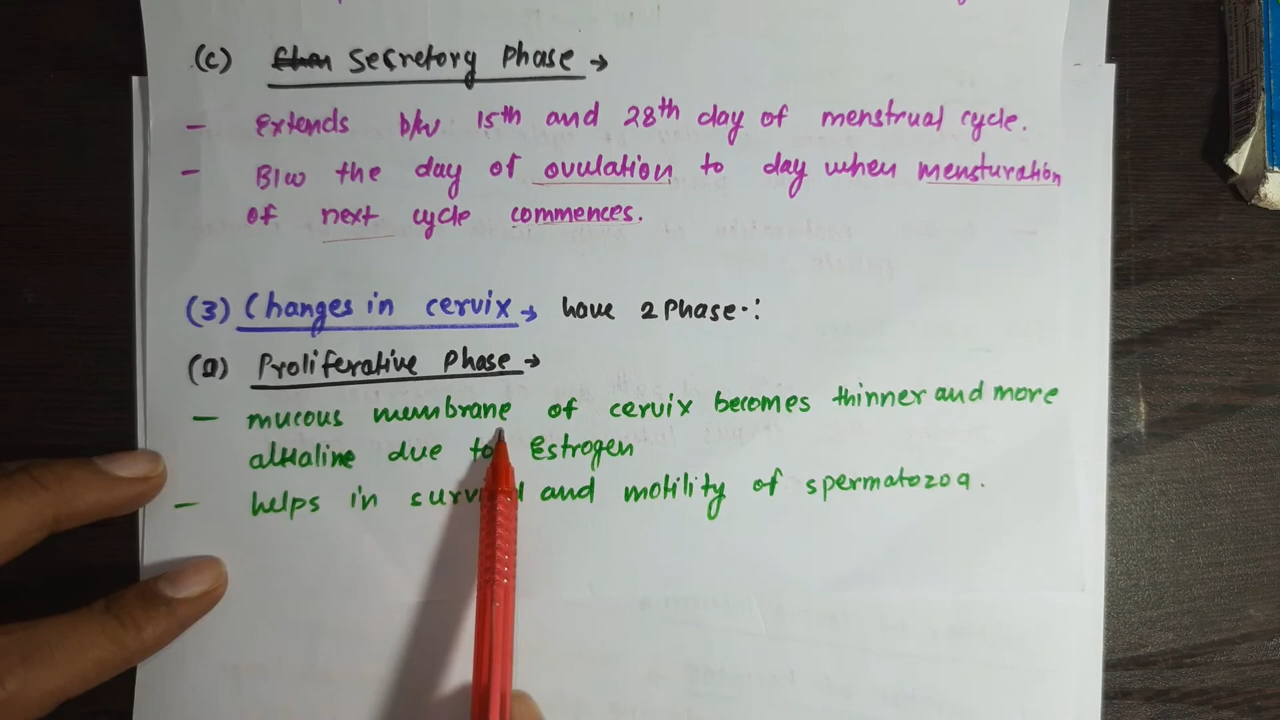 (c) Secretory Phase →
- Extends b/w 15th and 28th day of menstrual cycle.
- B/w the day of ovulation to day when mensturation
of next cycle commences.
(3) Changes in cervix → have 2 Phase :
(a) Proliferative Phase →
- mucous membrane of cervix becomes thinner and more
alkaline due to Estrogen
- helps in and motility of spermatozoa.